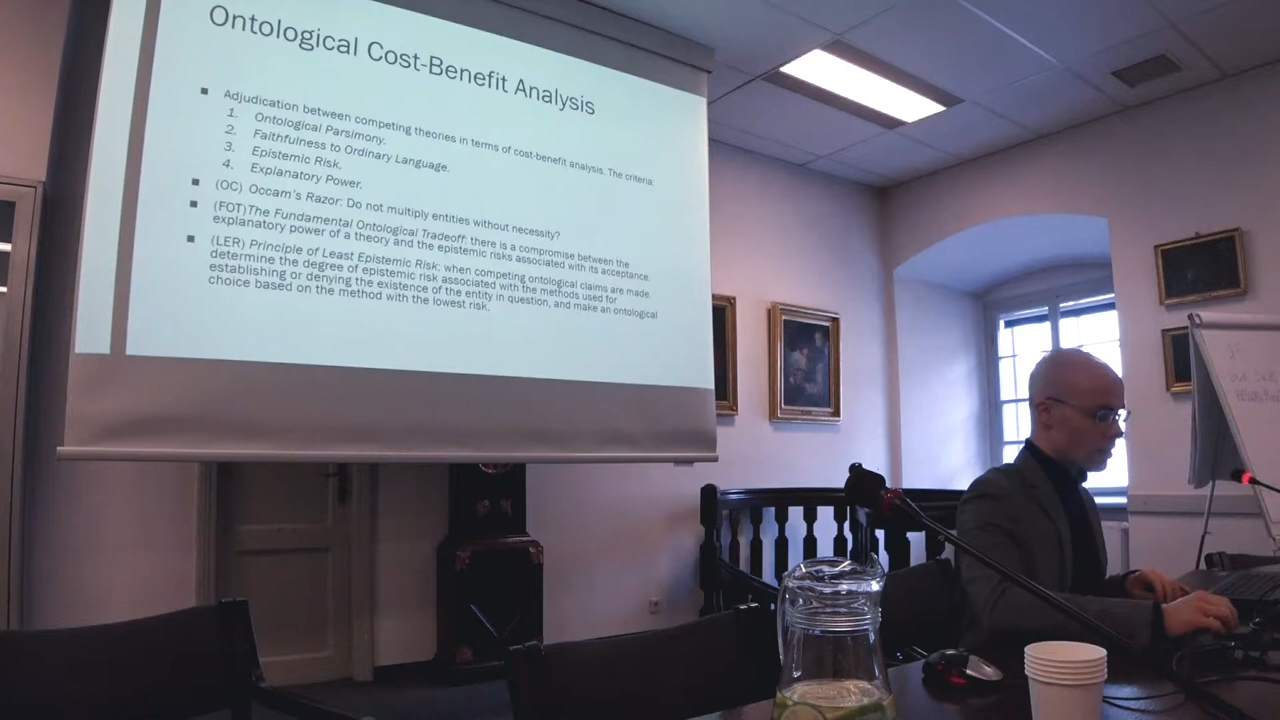 Ontological Cost-Benefit Analysis
■ Adjudication between competing theories in terms of cost-benefit analysis. The criteria:
1. Ontological Parsimony.
2. Faithfulness to Ordinary Language.
3. Epistemic Risk.
4. Explanatory Power.
■ (OC) Occam's Razor: Do not multiply entities without necessity?
■ (FOT)The Fundamental Ontological Tradeoff: there is a compromise between the
explanatory power of a theory and the epistemic risks associated with its acceptance.
■ (LER) Principle of Least Epistemic Risk: when competing ontological claims are made,
determine the degree of epistemic risk associated with the methods used for
establishing or denying the existence of the entity in question, and make an ontological
choice based on the method with the lowest risk.